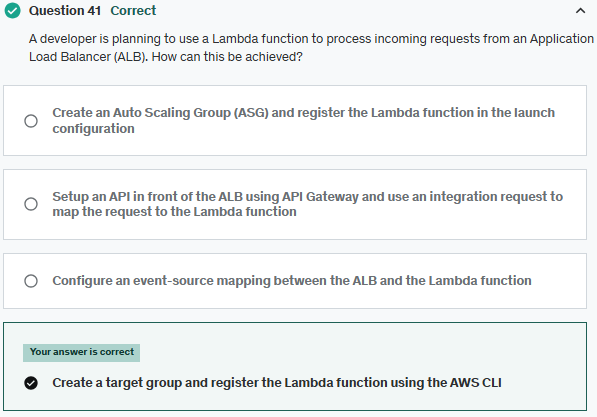 Question 41 Correct
A developer is planning to use a Lambda function to process incoming requests from an Application
Load Balancer (ALB). How can this be achieved?
Create an Auto Scaling Group (ASG) and register the Lambda function in the launch
configuration
Setup an API in front of the ALB using API Gateway and use an integration request to
map the request to the Lambda function
Configure an event-source mapping between the ALB and the Lambda function
Your answer is correct
Create a target group and register the Lambda function using the AWS CLI